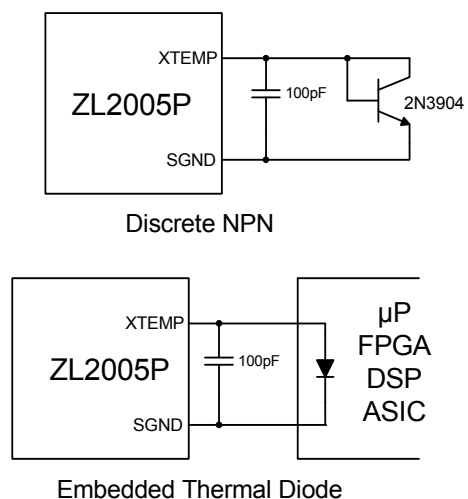 XTEMP
100pF
2N3904
ZL2005P
SGND
Discrete NPN
XTEMP
µP
FPGA
DSP
ASIC
ZL2005P
100pF
SGND
Embedded Thermal Diode